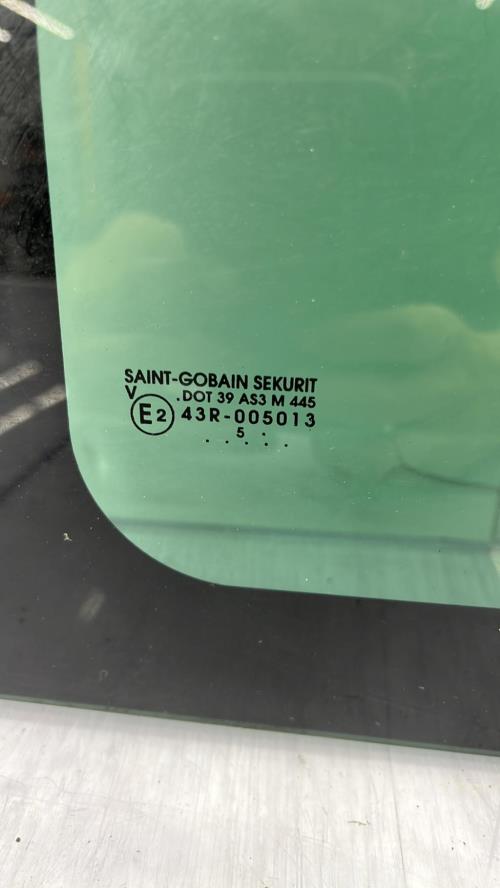 SAINT-GOBAIN SEKURIT
V .DOT 39 AS3 M 445
E2 43R-005013
5